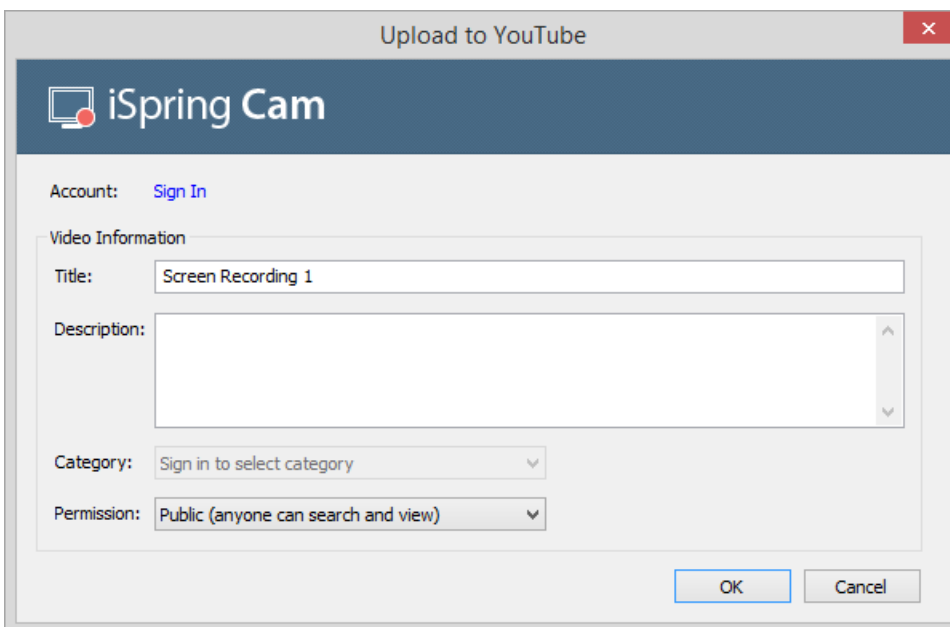 Upload to YouTube
iSpring Cam
Account: Sign In
Video Information
Title: Screen Recording 1
Description:
Category: Sign in to select category
Permission: Public (anyone can search and view)
OK Cancel